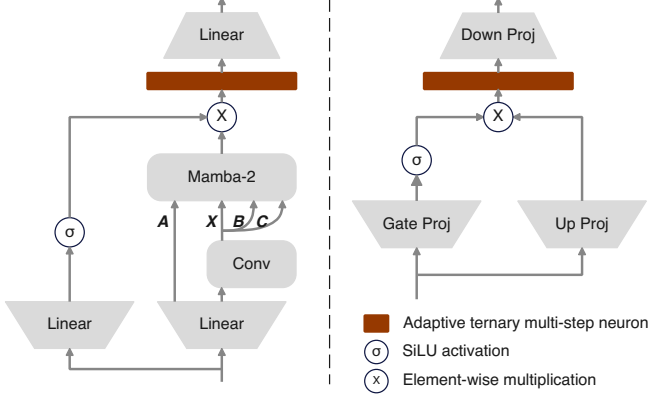 Linear
X
Mamba-2
A
X
B
C
σ
Conv
Linear
Linear
Down Proj
X
σ
Gate Proj
Up Proj
Adaptive ternary multi-step neuron
σ SiLU activation
X Element-wise multiplication